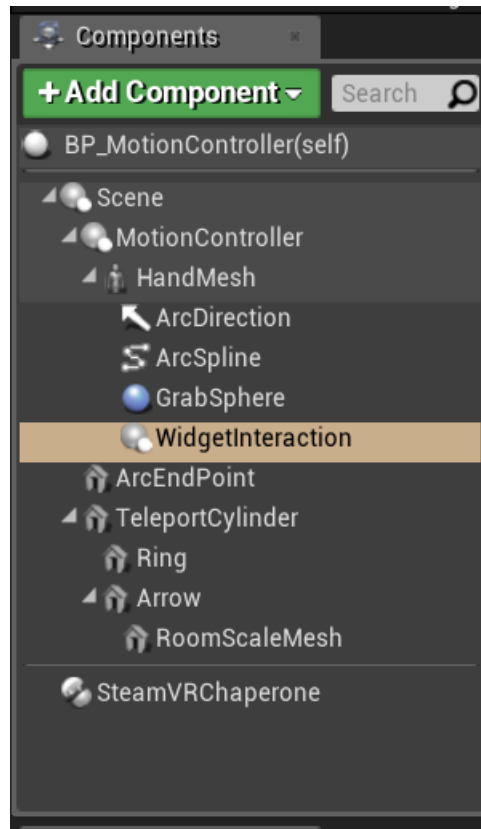 Components
+Add Component
Search
BP_MotionController(self)
Scene
MotionController
HandMesh
ArcDirection
ArcSpline
GrabSphere
WidgetInteraction
ArcEndPoint
TeleportCylinder
Ring
Arrow
RoomScaleMesh
SteamVRChaperone